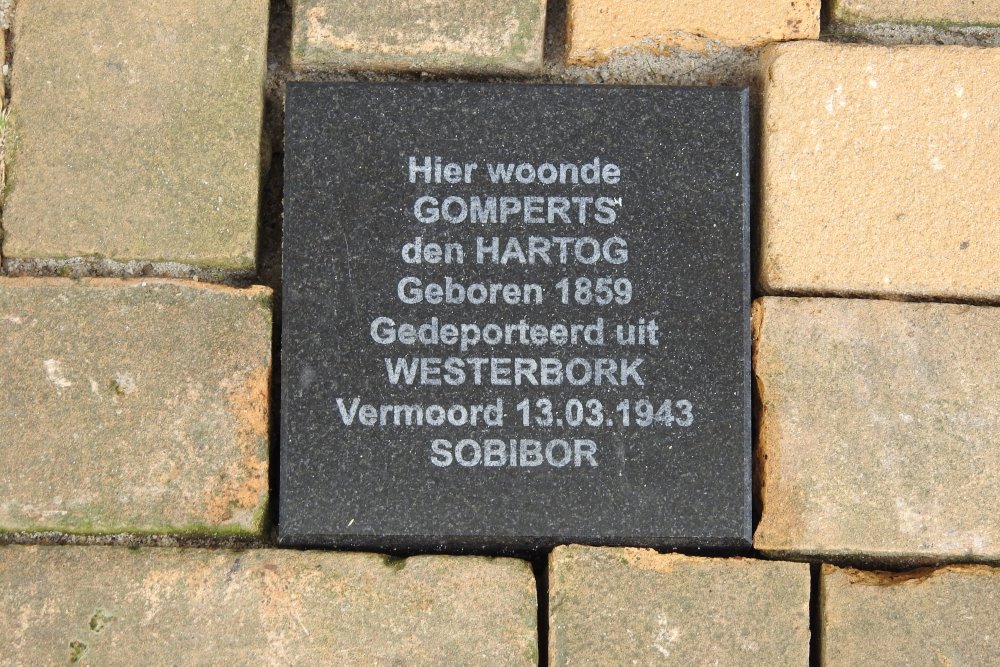 Hier woonde
GOMPERTS
den HARTOG
Geboren 1859
Gedeporteerd uit
WESTERBORK
Vermoord 13.03.1943
SOBIBOR